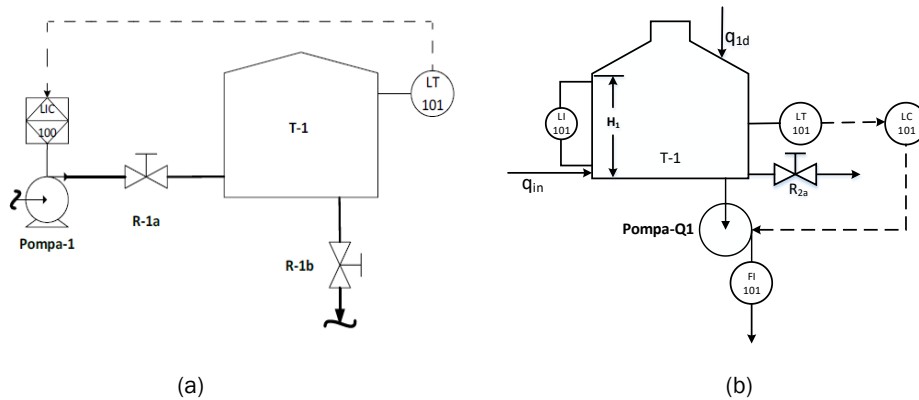 LIC
100
Pompa-1
R-1a
T-1
LT
101
R-1b
(a)
q1d
LI
101
H1
T-1
qin
LT
101
LC
101
R2a
Pompa-Q1
FI
101
(b)